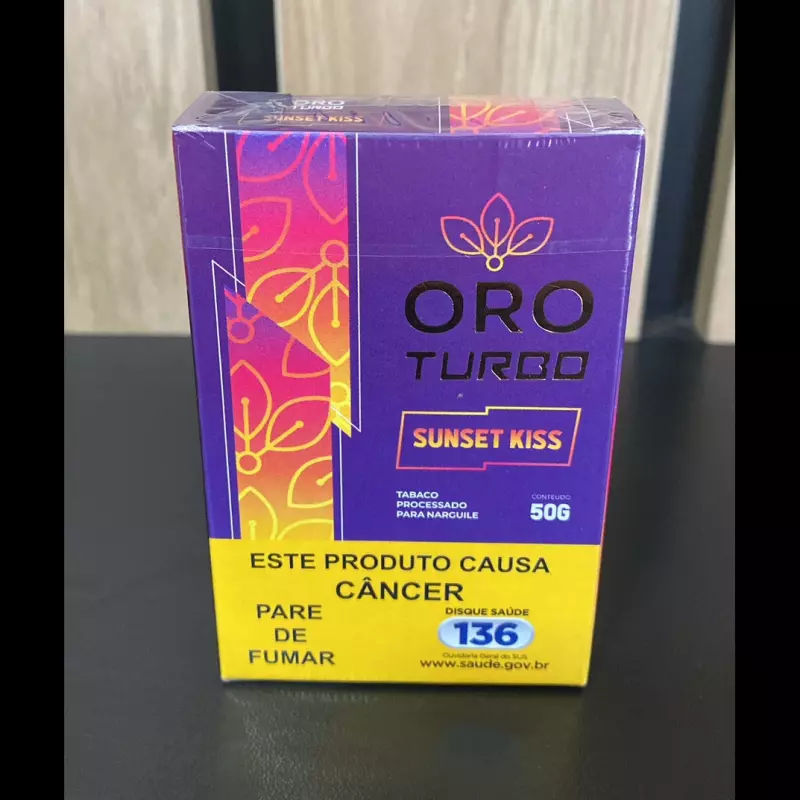 ORO
TURBO
SUNSET KISS
ORO
TURBO
SUNSET KISS
TABACO
PROCESSADO
PARA NARGUILE
CONTEÚDO
50G
ESTE PRODUTO CAUSA
CÂNCER
PARE
DE
FUMAR
DISQUE SAÚDE
136
Ouvidoria Geral do SUS
www.saude.gov.br